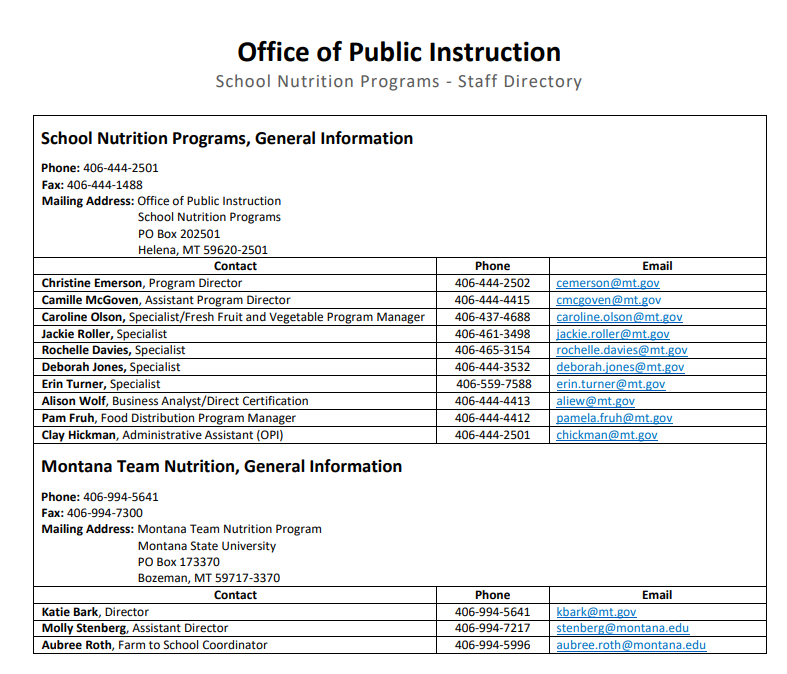 Office of Public Instruction
School Nutrition Programs - Staff Directory
School Nutrition Programs, General Information
Phone: 406-444-2501
Fax: 406-444-1488
Mailing Address: Office of Public Instruction
School Nutrition Programs
PO Box 202501
Helena, MT 59620-2501
Contact Phone Email
Christine Emerson, Program Director 406-444-2502 cemerson@mt.gov
Camille McGoven, Assistant Program Director 406-444-4415 cmcgoven@mt.gov
Caroline Olson, Specialist/Fresh Fruit and Vegetable Program Manager 406-437-4688 caroline.olson@mt.gov
Jackie Roller, Specialist 406-461-3498 jackie.roller@mt.gov
Rochelle Davies, Specialist 406-465-3154 rochelle.davies@mt.gov
Deborah Jones, Specialist 406-444-3532 deborah.jones@mt.gov
Erin Turner, Specialist 406-559-7588 erin.turner@mt.gov
Alison Wolf, Business Analyst/Direct Certification 406-444-4413 aliew@mt.gov
Pam Fruh, Food Distribution Program Manager 406-444-4412 pamela.fruh@mt.gov
Clay Hickman, Administrative Assistant (OPI) 406-444-2501 chickman@mt.gov
Montana Team Nutrition, General Information
Phone: 406-994-5641
Fax: 406-994-7300
Mailing Address: Montana Team Nutrition Program
Montana State University
PO Box 173370
Bozeman, MT 59717-3370
Contact Phone Email
Katie Bark, Director 406-994-5641 kbark@mt.gov
Molly Stenberg, Assistant Director 406-994-7217 stenberg@montana.edu
Aubree Roth, Farm to School Coordinator 406-994-5996 aubree.roth@montana.edu